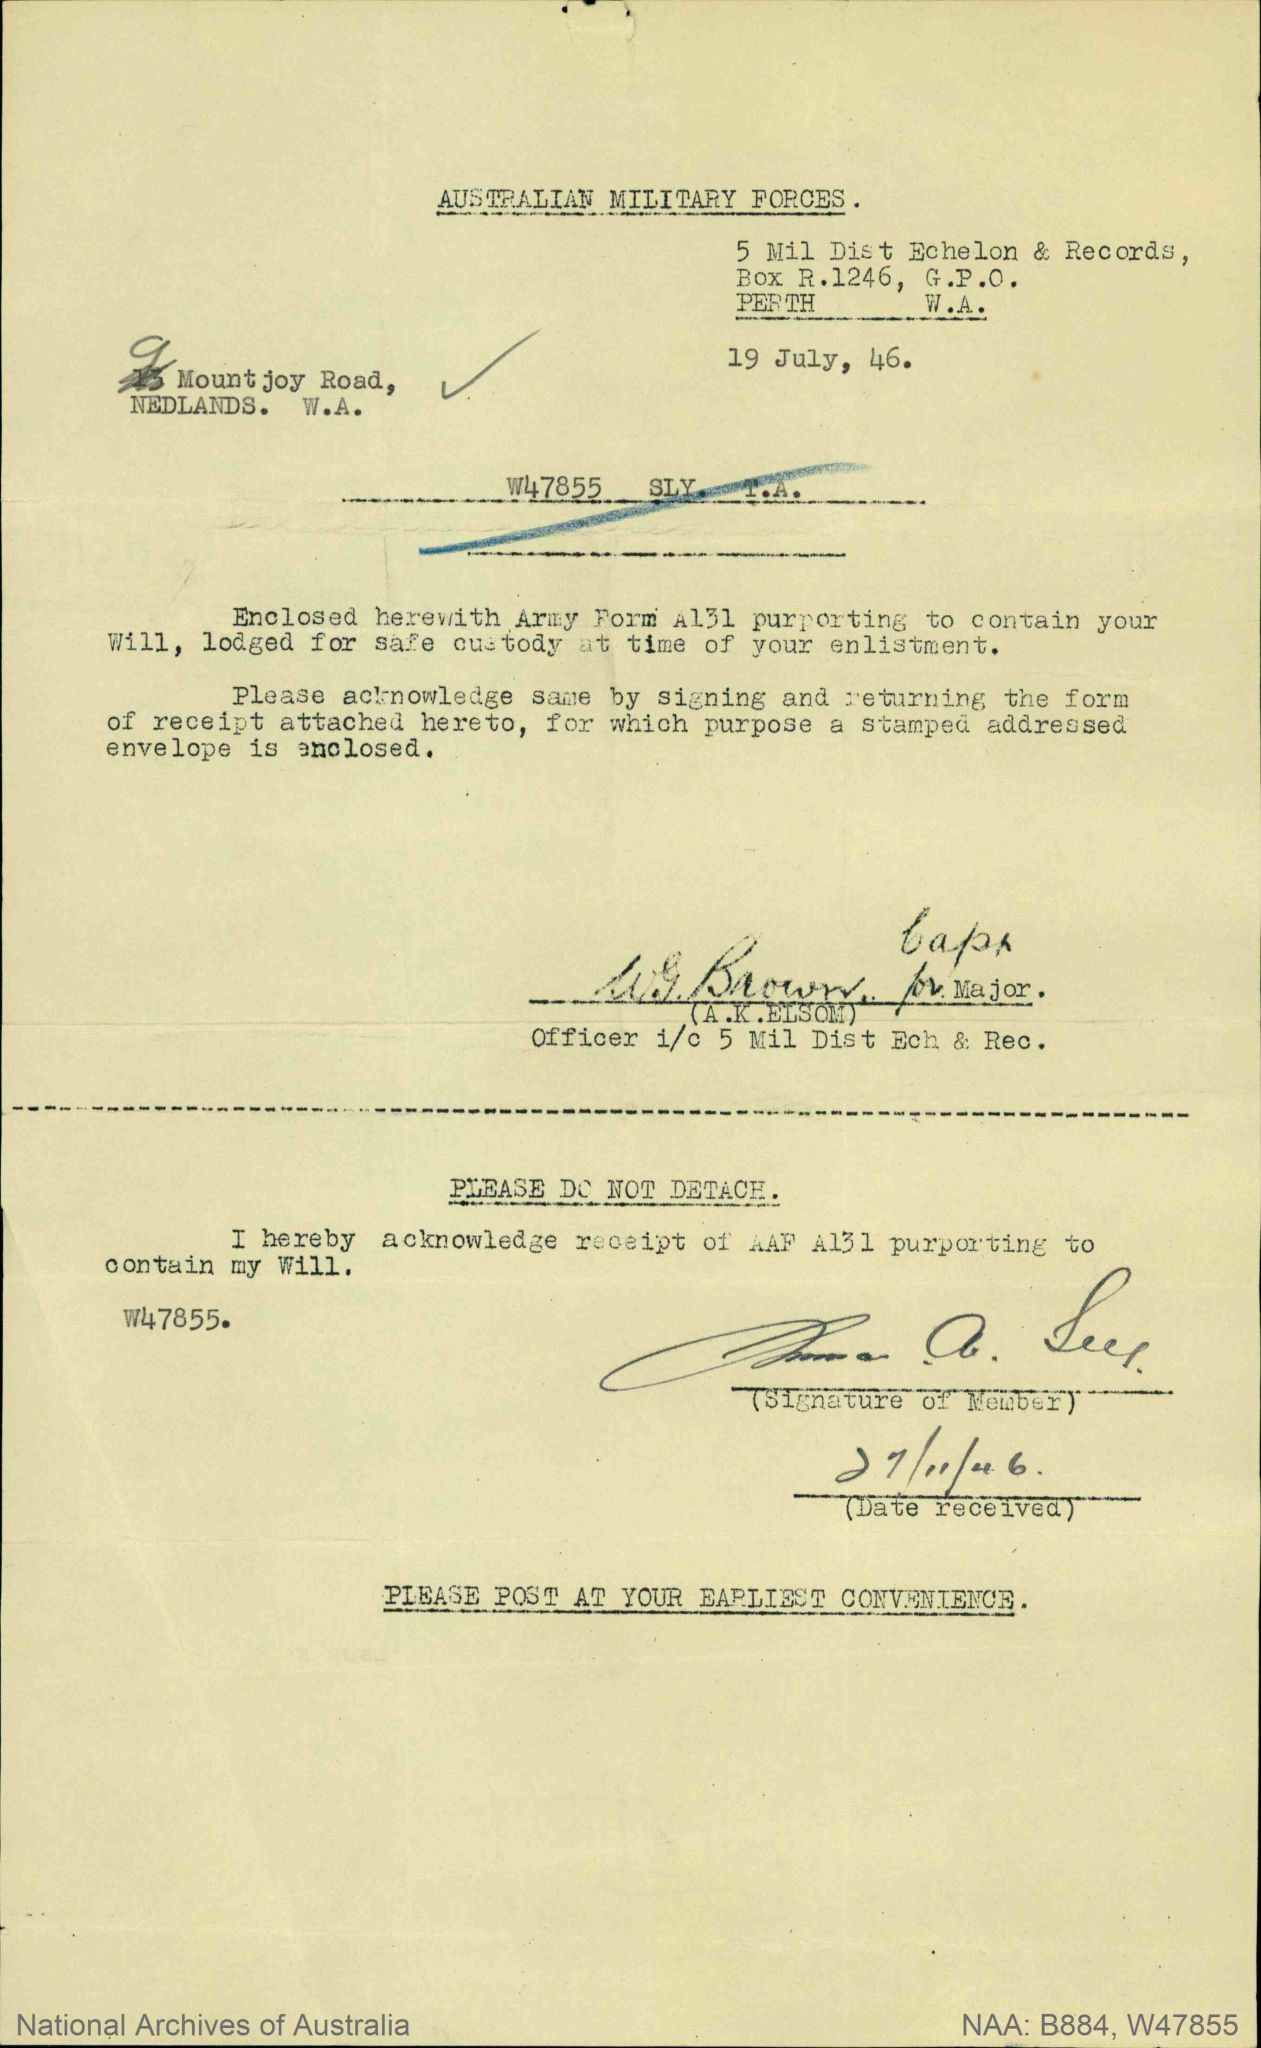 AUSTRALIAN MILITARY FORCES.
5 Mil Dist Echelon & Records,
Box R.1246, G.P.O.
PERTH W.A.
19 July, 46.
9
Mountjoy Road,
NEDLANDS. W.A.
W47855 SLY. T.A.
Enclosed herewith Army Form A131 purporting to contain your
Will, lodged for safe custody at time of your enlistment.
Please acknowledge same by signing and returning the form
of receipt attached hereto, for which purpose a stamped addressed
envelope is enclosed.
Capt
W.G. Brown. for Major.
(A.K.ELSOM)
Officer i/c 5 Mil Dist Ech & Rec.
PLEASE DO NOT DETACH.
I hereby acknowledge receipt of AAF A131 purporting to
contain my Will.
W47855.
A. Sly.
(Signature of Member)
27/11/46.
(Date received)
PLEASE POST AT YOUR EARLIEST CONVENIENCE.
National Archives of Australia
NAA: B884, W47855